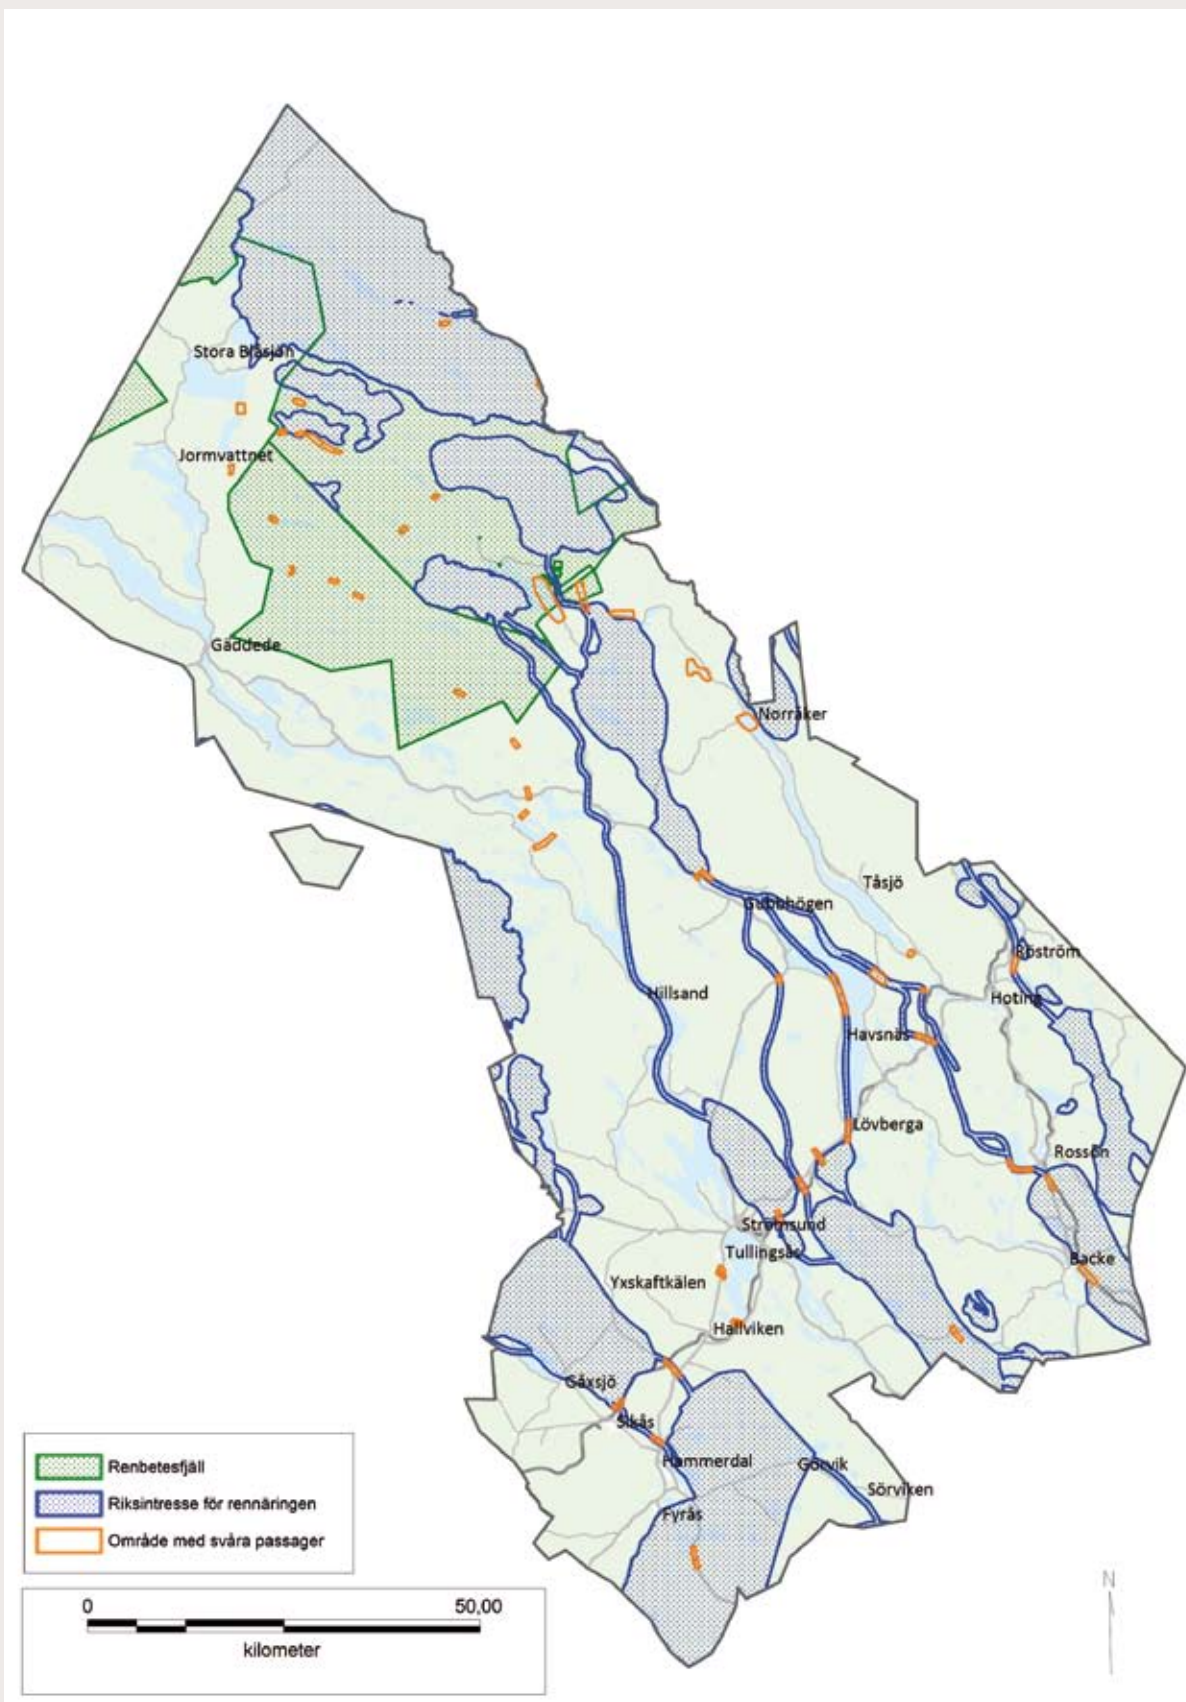 Stora Blåsjön
Jormvattnet
Gäddede
Norråker
Tåsjö
Gubbhögen
Röström
Hillsand
Hoting
Havsnäs
Lövberga
Rossön
Strömsund
Tullingsås
Backe
Yxskaftkälen
Hallviken
Gåxsjö
Sikås
Hammerdal
Görvik
Sörviken
Fyrås
Renbetesfjäll
Riksintresse för rennäringen
Område med svåra passager
0 50,00
kilometer
N